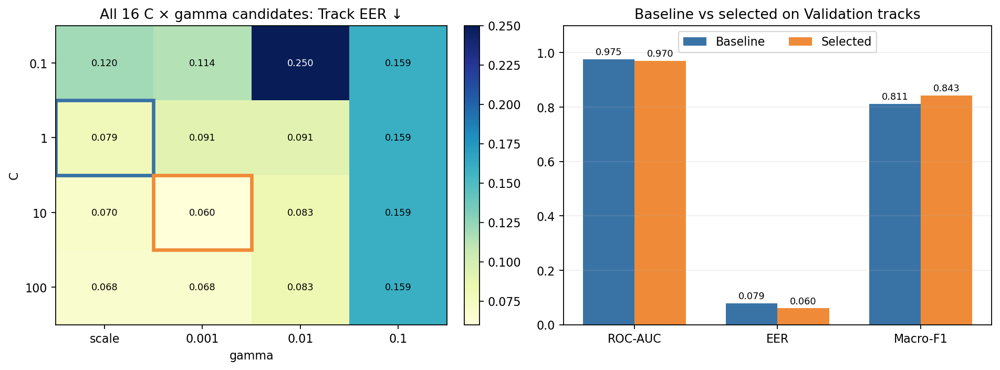 All 16 C × gamma candidates: Track EER ↓
C
0.1
1
10
100
0.120 0.114 0.250 0.159
0.079 0.091 0.091 0.159
0.070 0.060 0.083 0.159
0.068 0.068 0.083 0.159
scale 0.001 0.01 0.1
gamma
0.250
0.225
0.200
0.175
0.150
0.125
0.100
0.075
Baseline vs selected on Validation tracks
Baseline Selected
1.0
0.8
0.6
0.4
0.2
0.0
0.975 0.970
0.079 0.060
0.811 0.843
ROC-AUC EER Macro-F1